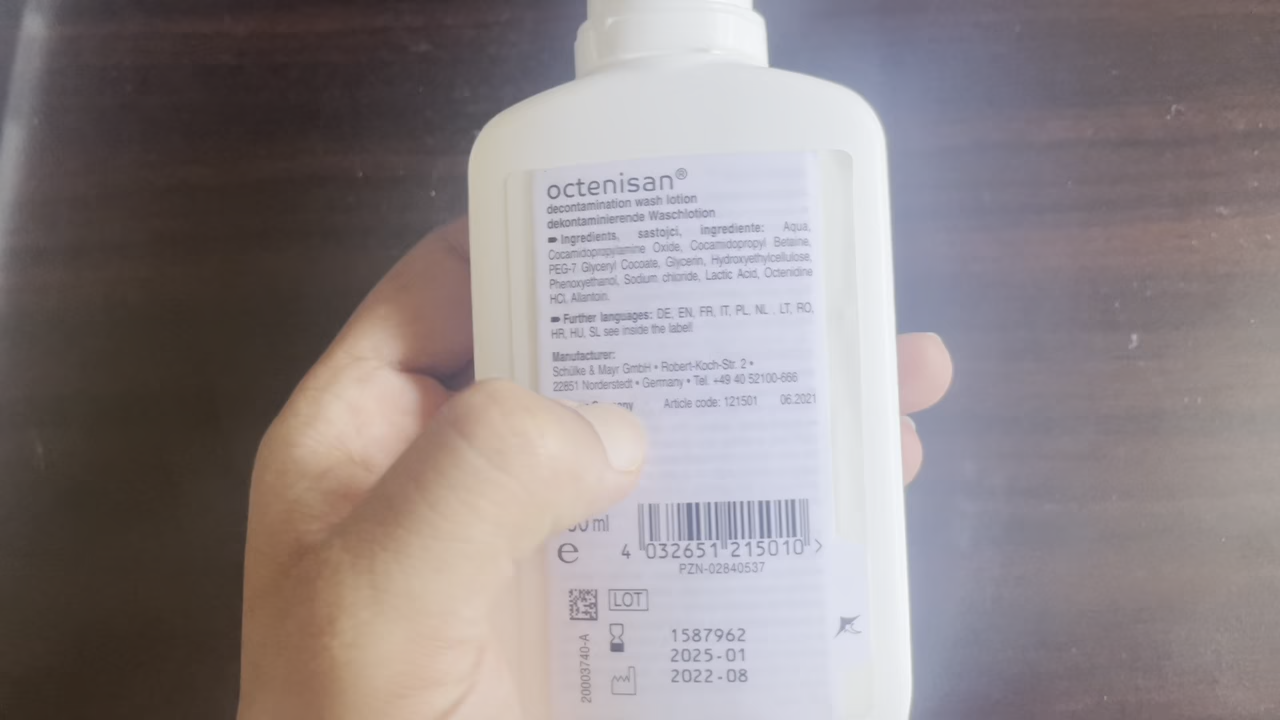 octenisan®
decontamination wash lotion
dekontaminierende Waschlotion
Ingredients, sastojci, ingrediente: Aqua,
Cocamidopropylamine Oxide, Cocamidopropyl Betaine,
PEG-7 Glyceryl Cocoate, Glycerin, Hydroxyethylcellulose,
Phenoxyethanol, Sodium chloride, Lactic Acid, Octenidine
HCl, Allantoin.
Further languages: DE, EN, FR, IT, PL, NL . LT, RO,
HR, HU, SL see inside the label!
Manufacturer:
Schülke & Mayr GmbH • Robert-Koch-Str. 2 •
22851 Norderstedt • Germany • Tel. +49 40 52100-666
Article code: 121501 06.2021
ml
e 4 032651 215010 >
PZN-02840537
LOT
1587962
2025-01
2022-08
20003740-A